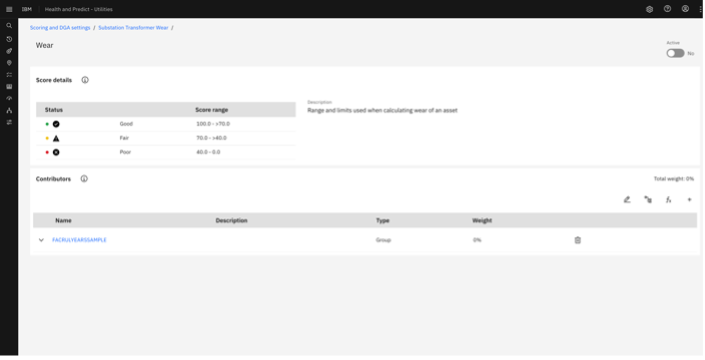 IBM Health and Predict - Utilities
Scoring and DGA settings / Substation Transformer Wear /
Wear
Active
No
Score details
Status Score range
Good 100.0 - >70.0
Fair 70.0 - >40.0
Poor 40.0 - 0.0
Description
Range and limits used when calculating wear of an asset
Contributors
Total weight: 0%
Name Description Type Weight
FACRULYEARSSAMPLE Group 0%